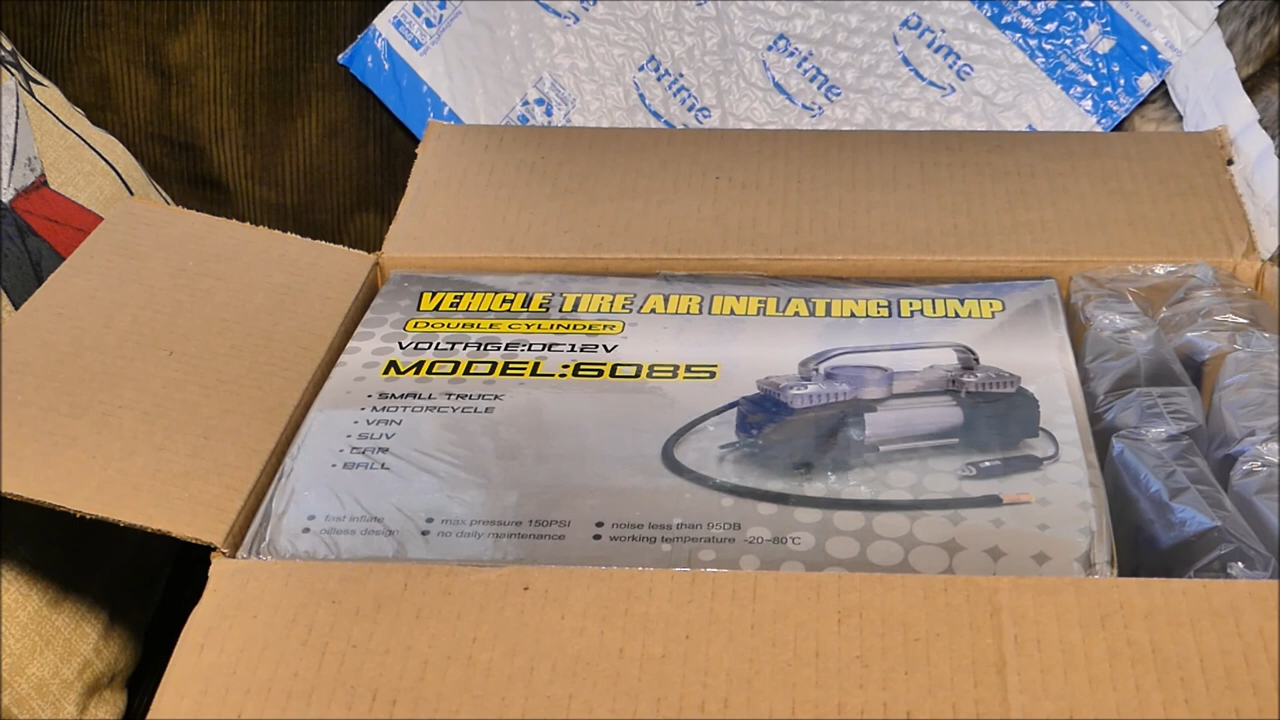 prime
prime
prime
VEHICLE TIRE AIR INFLATING PUMP
DOUBLE CYLINDER
VOLTAGE:DC12V
MODEL:6085
• SMALL TRUCK
• MOTORCYCLE
• VAN
• SUV
• CAR
• BALL
• fast inflate
• oilless design
• max pressure 150PSI
• no daily maintenance
• noise less than 95DB
• working temperature -20~80℃